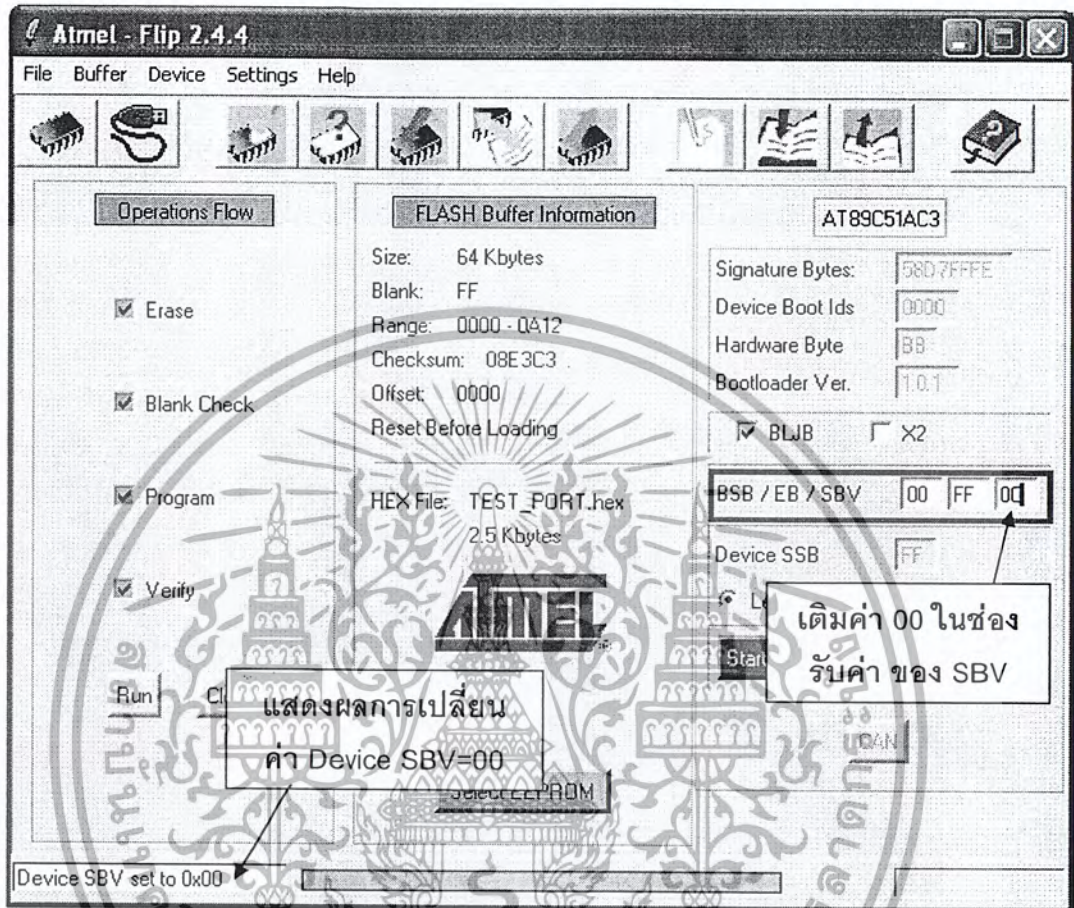 Atmel - Flip 2.4.4
File Buffer Device Settings Help
Operations Flow
Erase
Blank Check
Program
Verify
Run
FLASH Buffer Information
Size: 64 Kbytes
Blank: FF
Range: 0000 - 0A12
Checksum: 08E3C3
Offset: 0000
Reset Before Loading
HEX File: TEST_PORT.hex
2.5 Kbytes
ATMEL
Select EEPROM
AT89C51AC3
Signature Bytes: 58D7FFFE
Device Boot Ids 0000
Hardware Byte BB
Bootloader Ver. 1.0.1
BLJB X2
BSB / EB / SBV 00 FF 00
Device SSB FF
Start
CAN
เติมค่า 00 ในช่อง
รับค่า ของ SBV
แสดงผลการเปลี่ยน
ค่า Device SBV=00
Device SBV set to 0x00